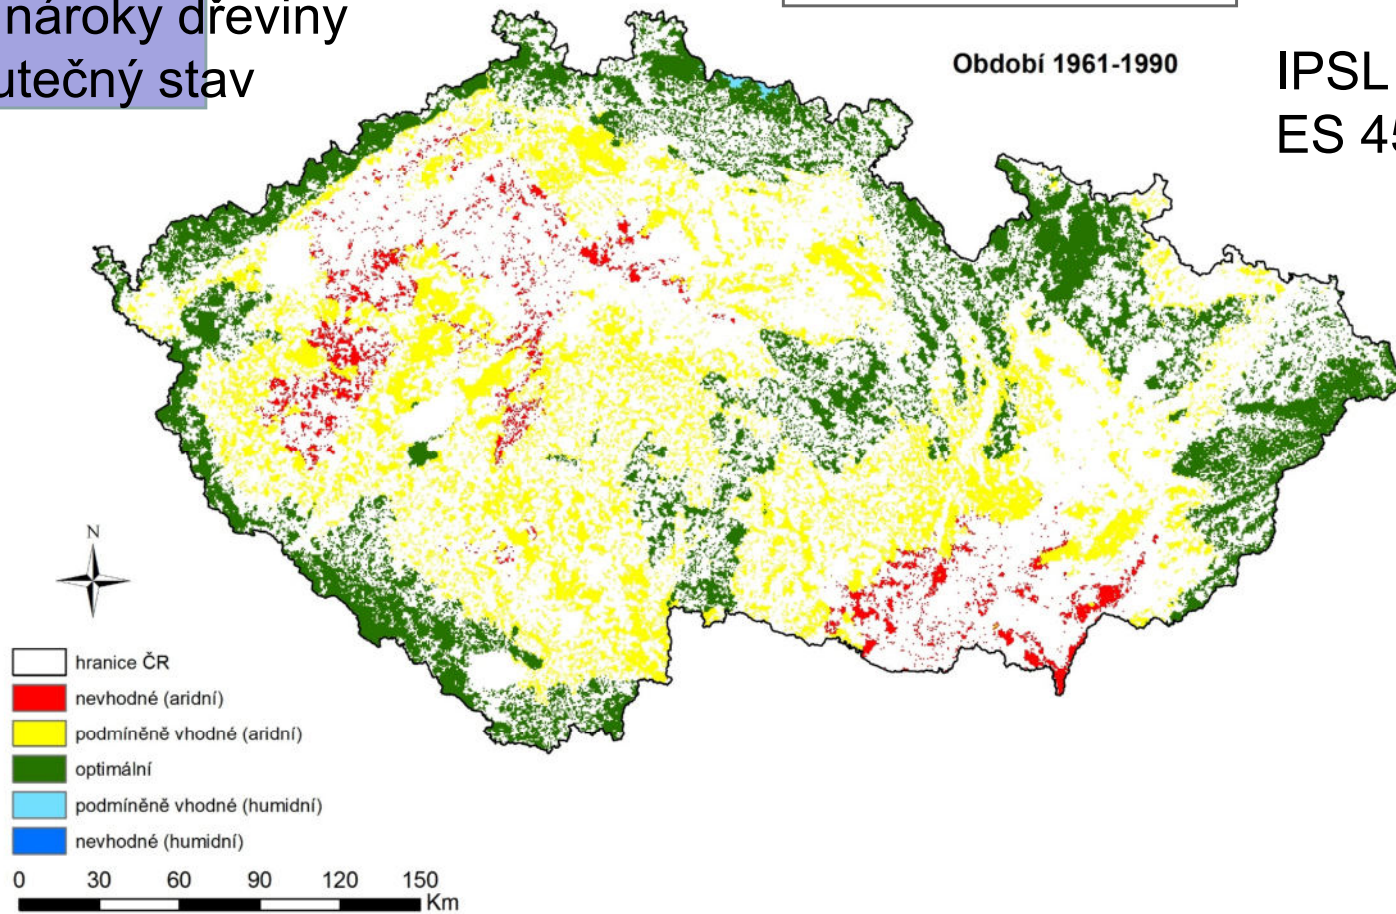 nároky dřeviny
utečný stav
Období 1961-1990
IPSL
ES 45
N
hranice ČR
nevhodné (aridní)
podmíněně vhodné (aridní)
optimální
podmíněně vhodné (humidní)
nevhodné (humidní)
0 30 60 90 120 150
Km